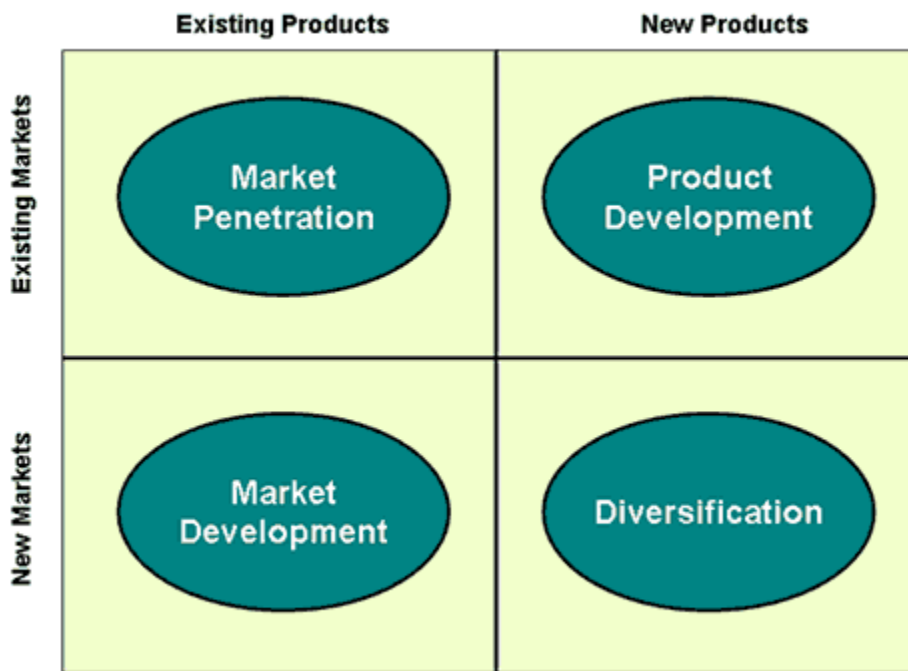 Existing Products
New Products
Existing Markets
Market
Penetration
Product
Development
New Markets
Market
Development
Diversification